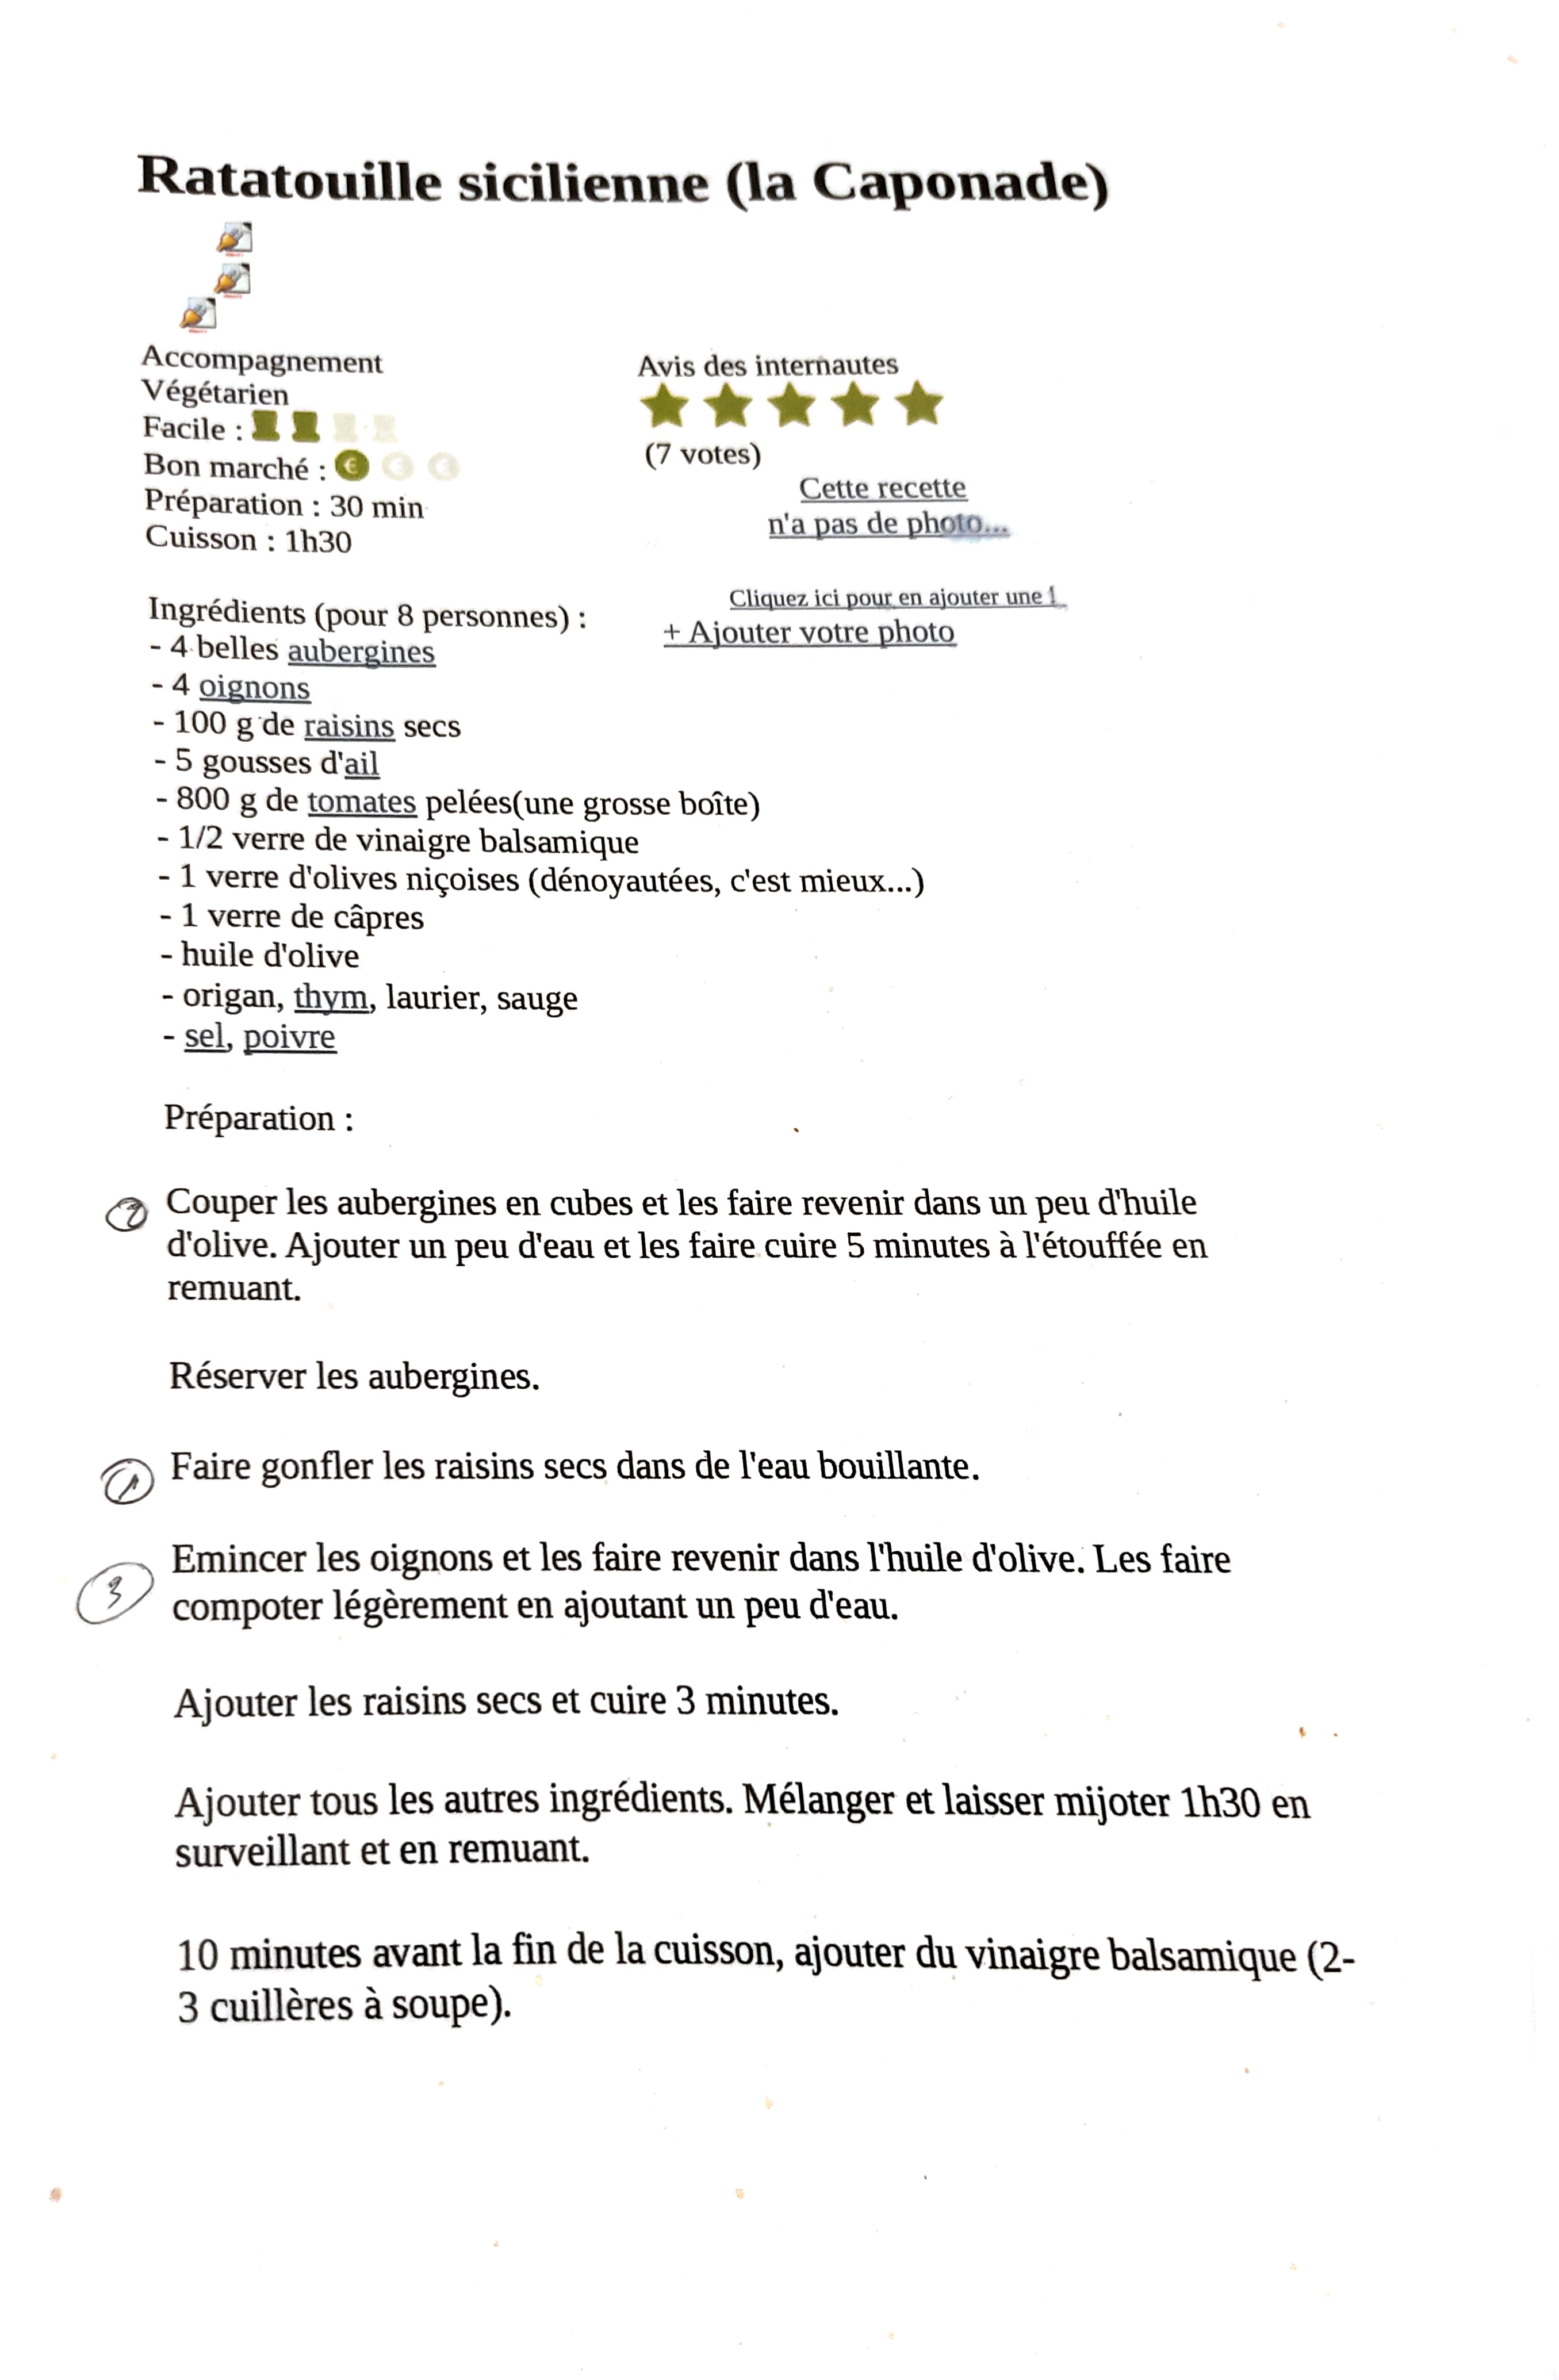 Ratatouille sicilienne (la Caponade)
Accompagnement
Végétarien
Facile :
Bon marché :
Préparation : 30 min
Cuisson : 1h30
Avis des internautes
(7 votes)
Cette recette
n'a pas de photo...
Cliquez ici pour en ajouter une !
+ Ajouter votre photo
Ingrédients (pour 8 personnes) :
- 4 belles aubergines
- 4 oignons
- 100 g de raisins secs
- 5 gousses d'ail
- 800 g de tomates pelées(une grosse boîte)
- 1/2 verre de vinaigre balsamique
- 1 verre d'olives niçoises (dénoyautées, c'est mieux...)
- 1 verre de câpres
- huile d'olive
- origan, thym, laurier, sauge
- sel, poivre
Préparation :
2 Couper les aubergines en cubes et les faire revenir dans un peu d'huile
d'olive. Ajouter un peu d'eau et les faire cuire 5 minutes à l'étouffée en
remuant.
Réserver les aubergines.
1 Faire gonfler les raisins secs dans de l'eau bouillante.
3 Emincer les oignons et les faire revenir dans l'huile d'olive. Les faire
compoter légèrement en ajoutant un peu d'eau.
Ajouter les raisins secs et cuire 3 minutes.
Ajouter tous les autres ingrédients. Mélanger et laisser mijoter 1h30 en
surveillant et en remuant.
10 minutes avant la fin de la cuisson, ajouter du vinaigre balsamique (2-
3 cuillères à soupe).